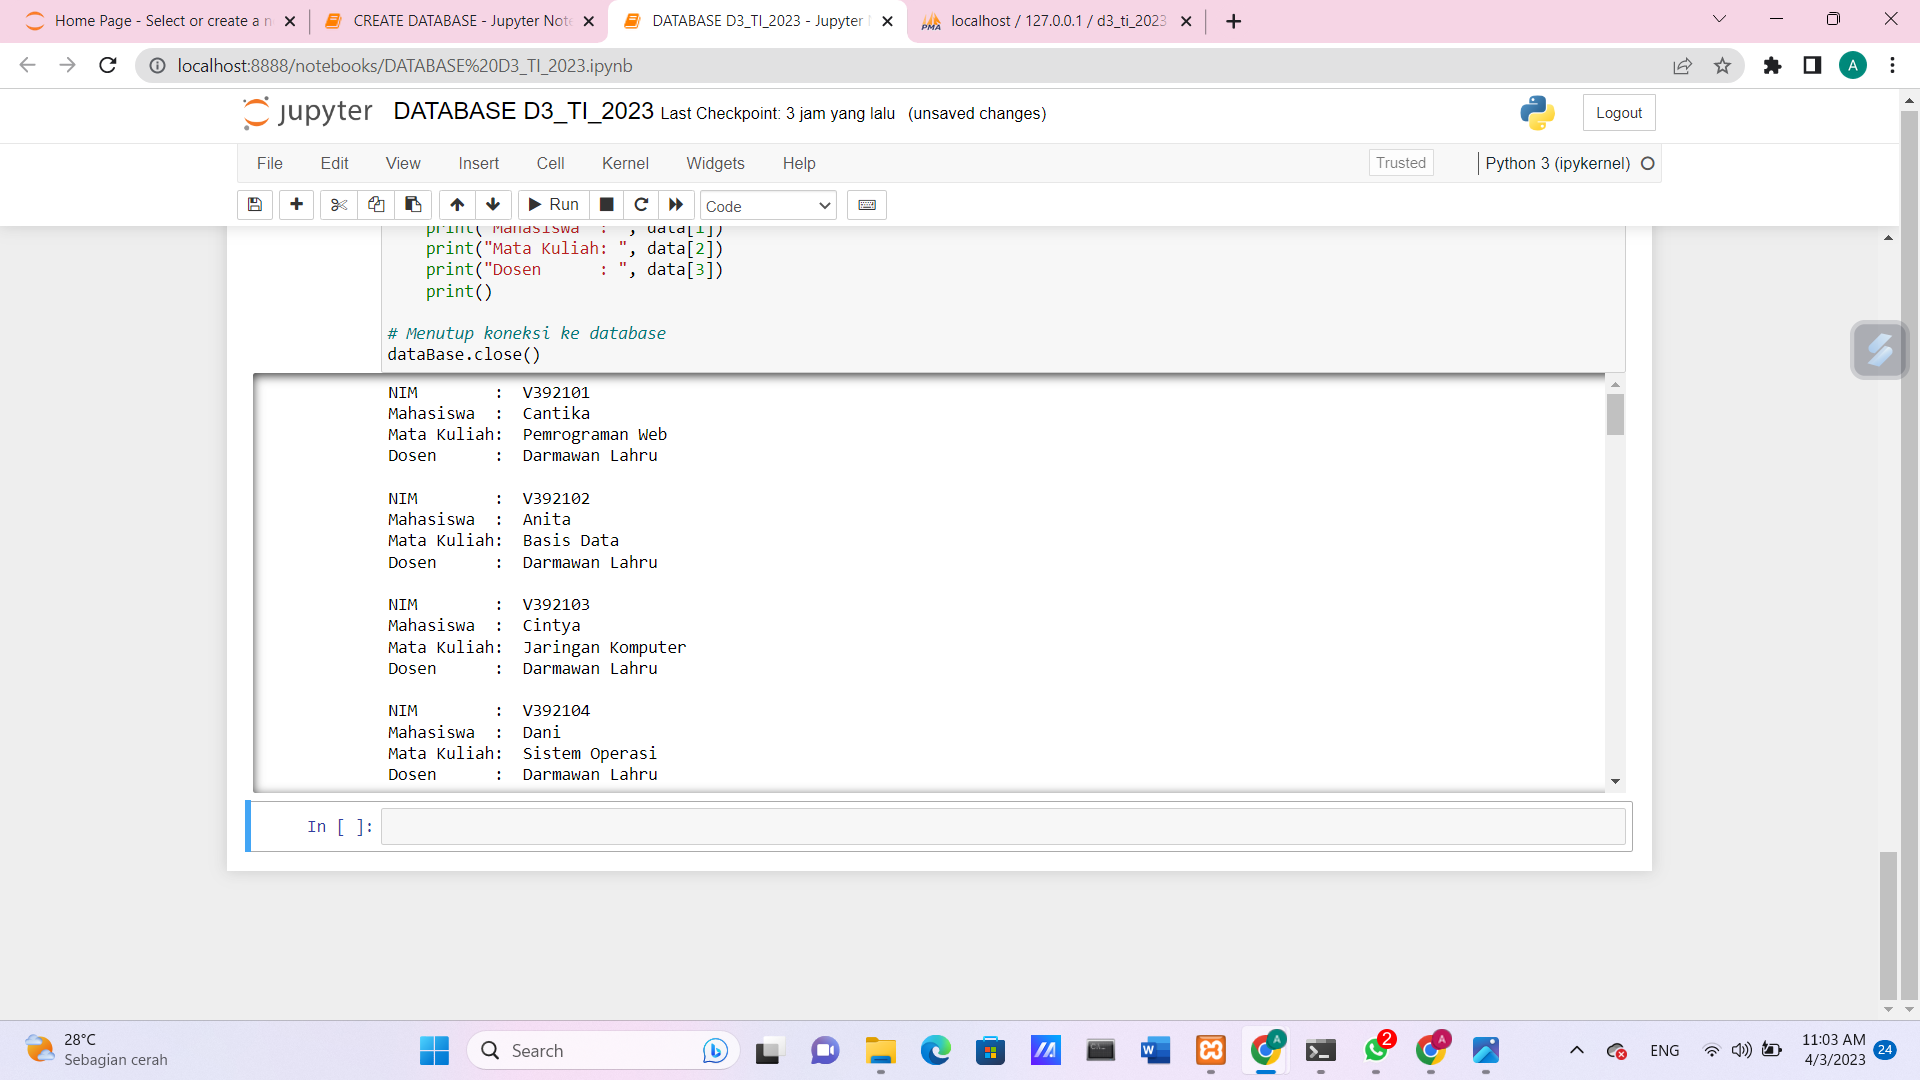 Home Page - Select or create a n
CREATE DATABASE - Jupyter Note
DATABASE D3_TI_2023 - Jupyter N
localhost / 127.0.0.1 / d3_ti_2023
localhost:8888/notebooks/DATABASE%20D3_TI_2023.ipynb
A
jupyter DATABASE D3_TI_2023 Last Checkpoint: 3 jam yang lalu (unsaved changes)
Logout
File Edit View Insert Cell Kernel Widgets Help
Trusted
Python 3 (ipykernel)
Run
Code
print("Mahasiswa : ", data[1])
print("Mata Kuliah: ", data[2])
print("Dosen      : ", data[3])
print()
# Menutup koneksi ke database
dataBase.close()
NIM        :  V392101
Mahasiswa  :  Cantika
Mata Kuliah:  Pemrograman Web
Dosen      :  Darmawan Lahru
NIM        :  V392102
Mahasiswa  :  Anita
Mata Kuliah:  Basis Data
Dosen      :  Darmawan Lahru
NIM        :  V392103
Mahasiswa  :  Cintya
Mata Kuliah:  Jaringan Komputer
Dosen      :  Darmawan Lahru
NIM        :  V392104
Mahasiswa  :  Dani
Mata Kuliah:  Sistem Operasi
Dosen      :  Darmawan Lahru
In [ ]:
28°C
Sebagian cerah
Search
A
2
A
ENG
11:03 AM
4/3/2023
24